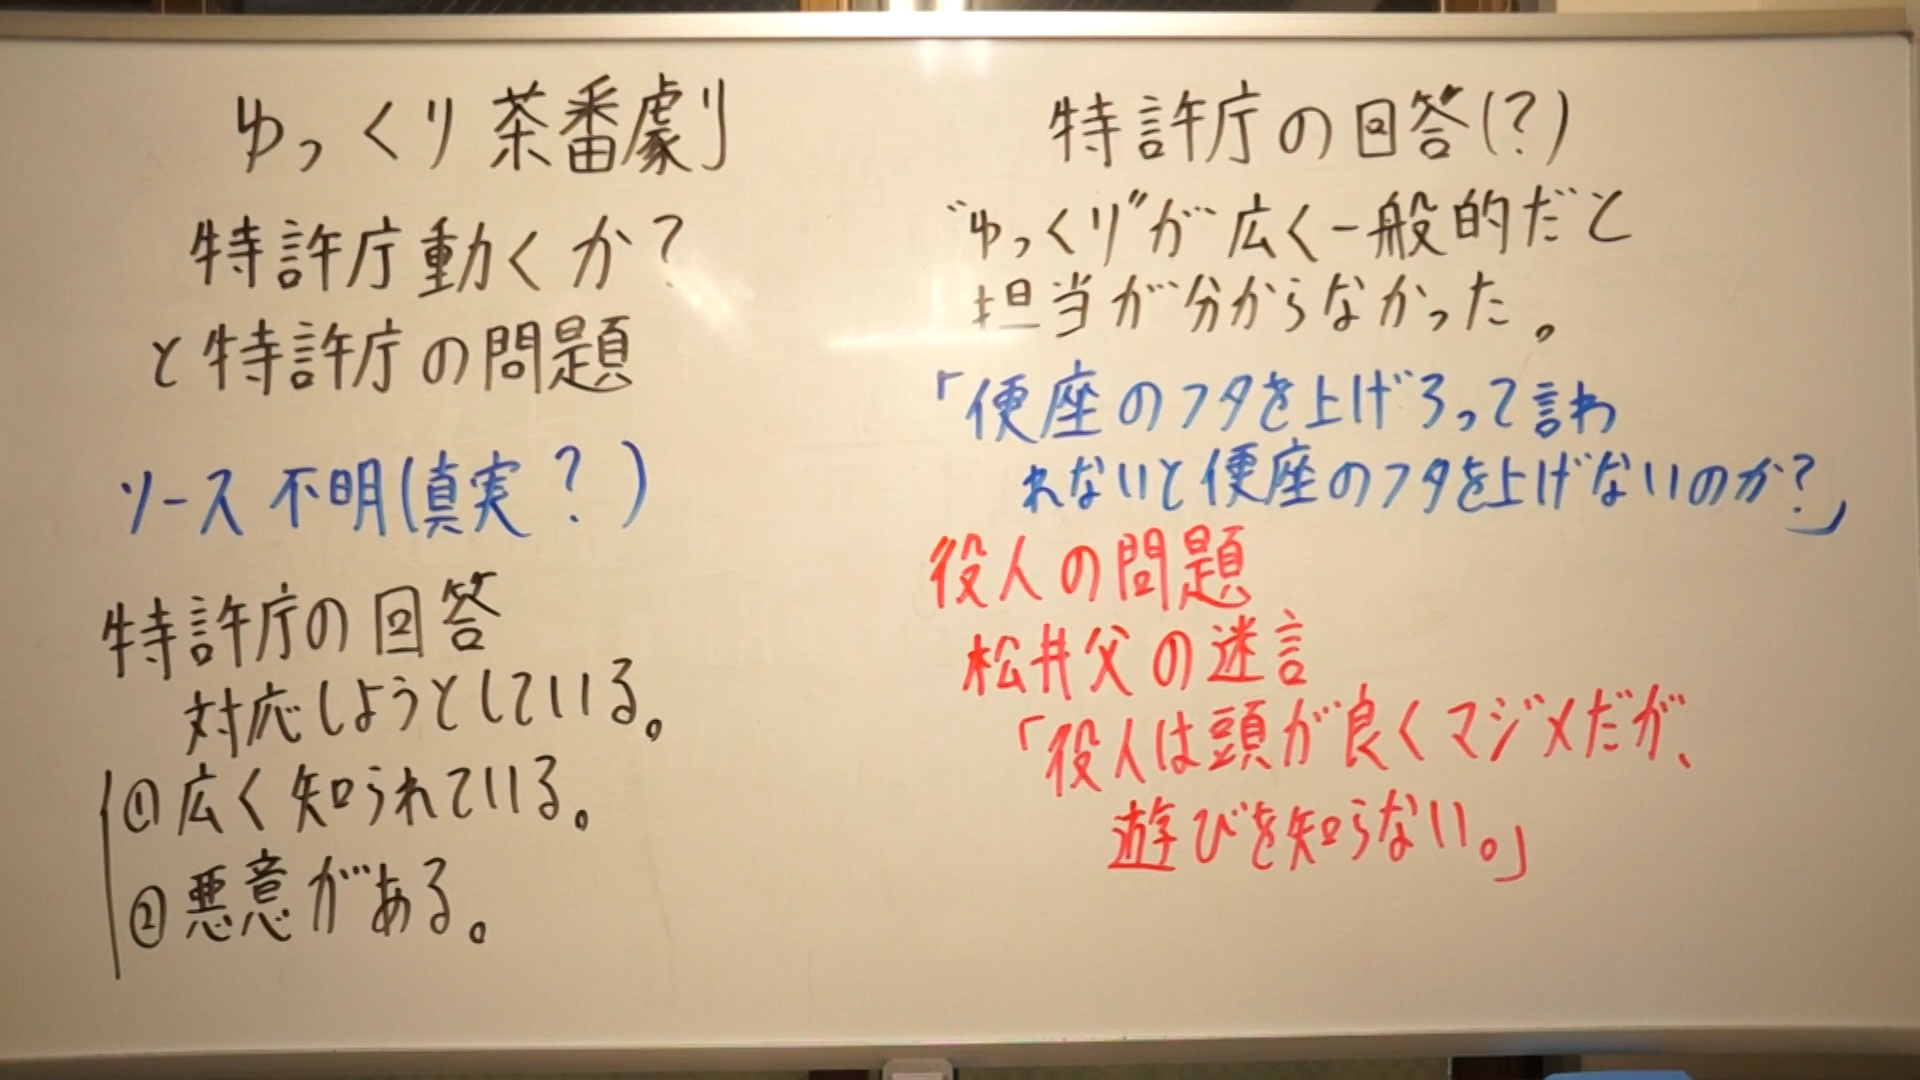 ゆっくり茶番劇
特許庁動くか?
と特許庁の問題
ソース不明(真実?)
特許庁の回答
対応しようとしている。
①広く知られている。
②悪意がある。
特許庁の回答(?)
"ゆっくり"が広く一般的だと
担当が分からなかった。
「便座のフタを上げろって言わ
れないと便座のフタを上げないのか?」
役人の問題
松井父の迷言
「役人は頭が良くマジメだが、
遊びを知らない。」